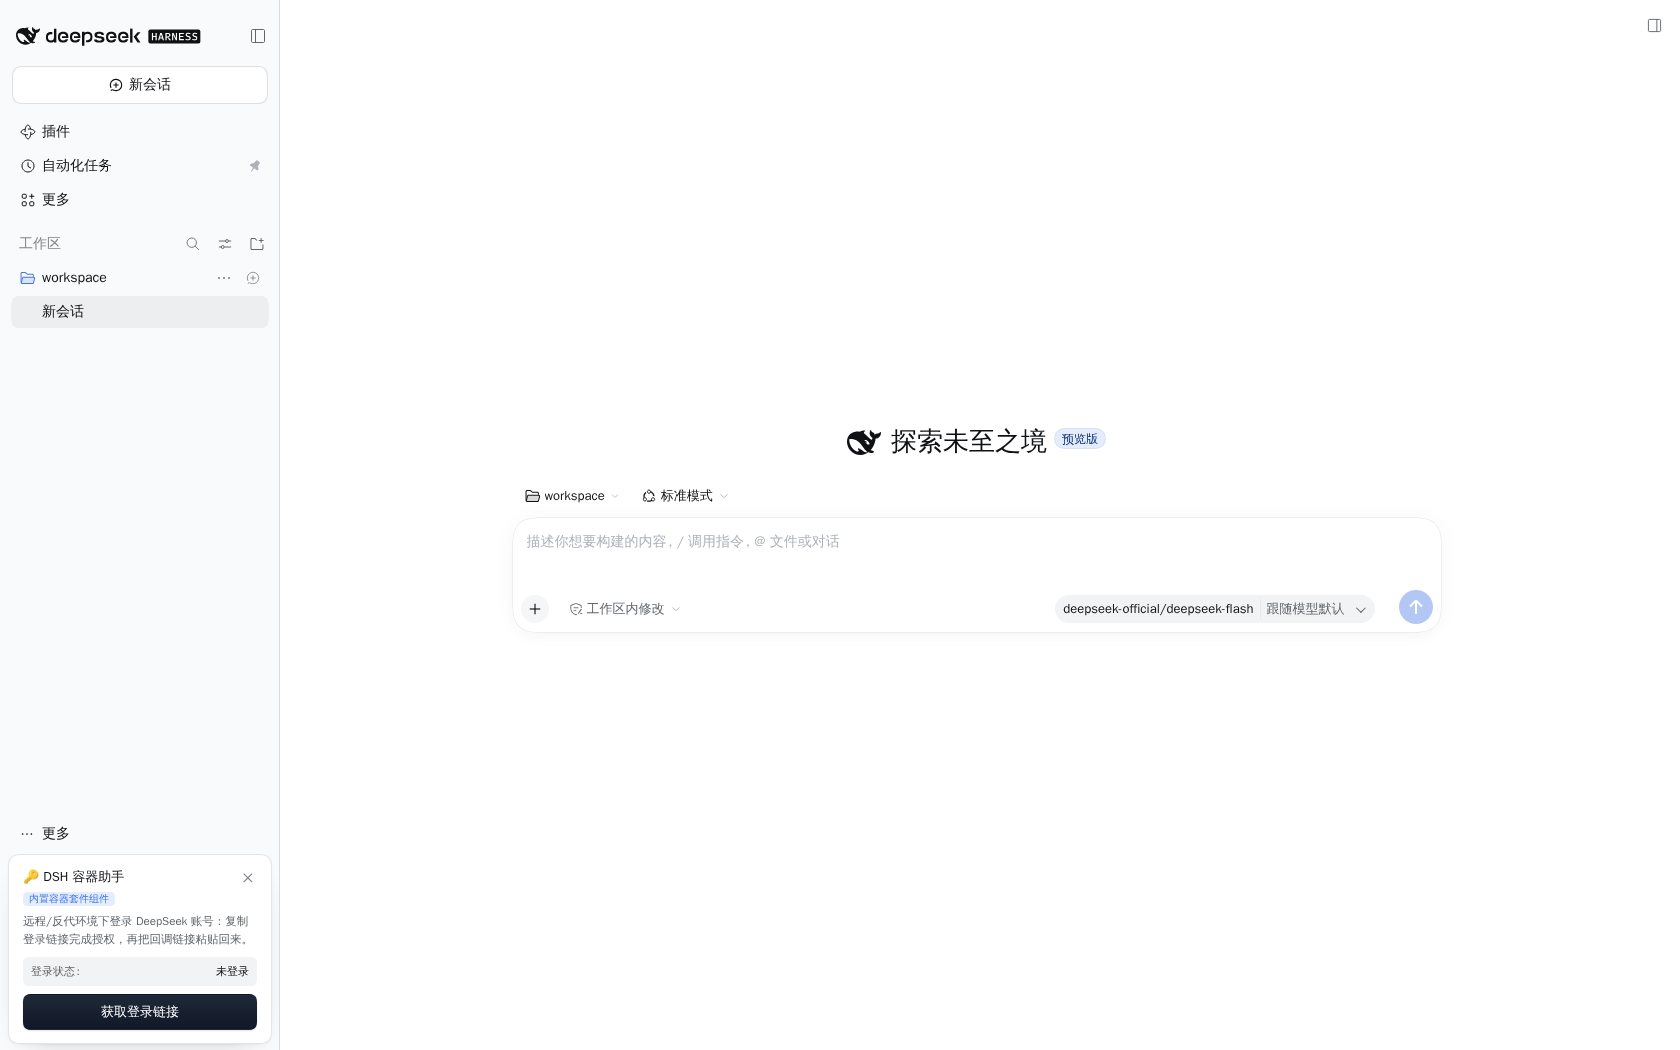 deepseek HARNESS
新会话
插件
自动化任务
更多
工作区
workspace
新会话
更多
🔑 DSH 容器助手
内置容器套件组件
远程/反代环境下登录 DeepSeek 账号：复制
登录链接完成授权，再把回调链接粘贴回来。
登录状态: 未登录
获取登录链接
探索未至之境 预览版
workspace 标准模式
描述你想要构建的内容, / 调用指令, @ 文件或对话
工作区内修改 deepseek-official/deepseek-flash 跟随模型默认